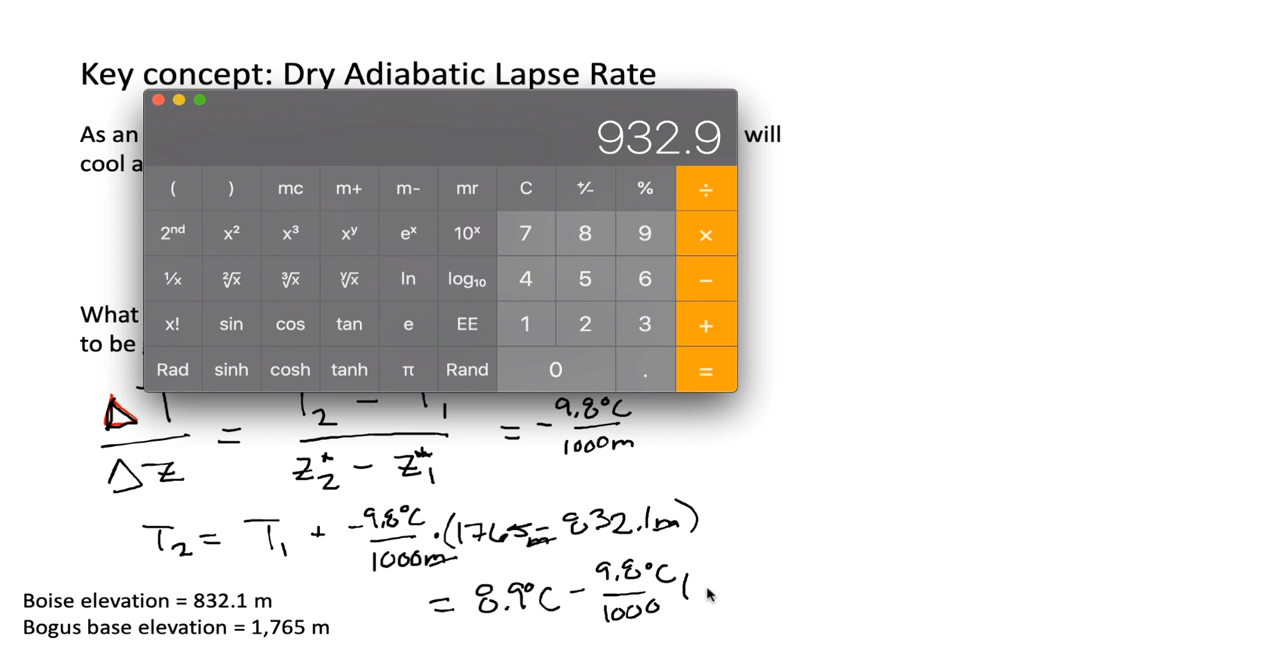 Key concept: Dry Adiabatic Lapse Rate
As an will
cool a
932.9
( ) mc m+ m- mr C +/- % ÷
2nd x² x³ xʸ eˣ 10ˣ 7 8 9 ×
1/x ²√x ³√x ʸ√x ln log₁₀ 4 5 6 −
x! sin cos tan e EE 1 2 3 +
Rad sinh cosh tanh π Rand 0 . =
What
to be
ΔT/ΔZ = T₂ − T₁ / Z₂* − Z₁* = − 9.8°C/1000m
T₂ = T₁ + −9.8°C/1000m · (1765m − 832.1m)
= 8.9°C − 9.8°C/1000 (
Boise elevation = 832.1 m
Bogus base elevation = 1,765 m